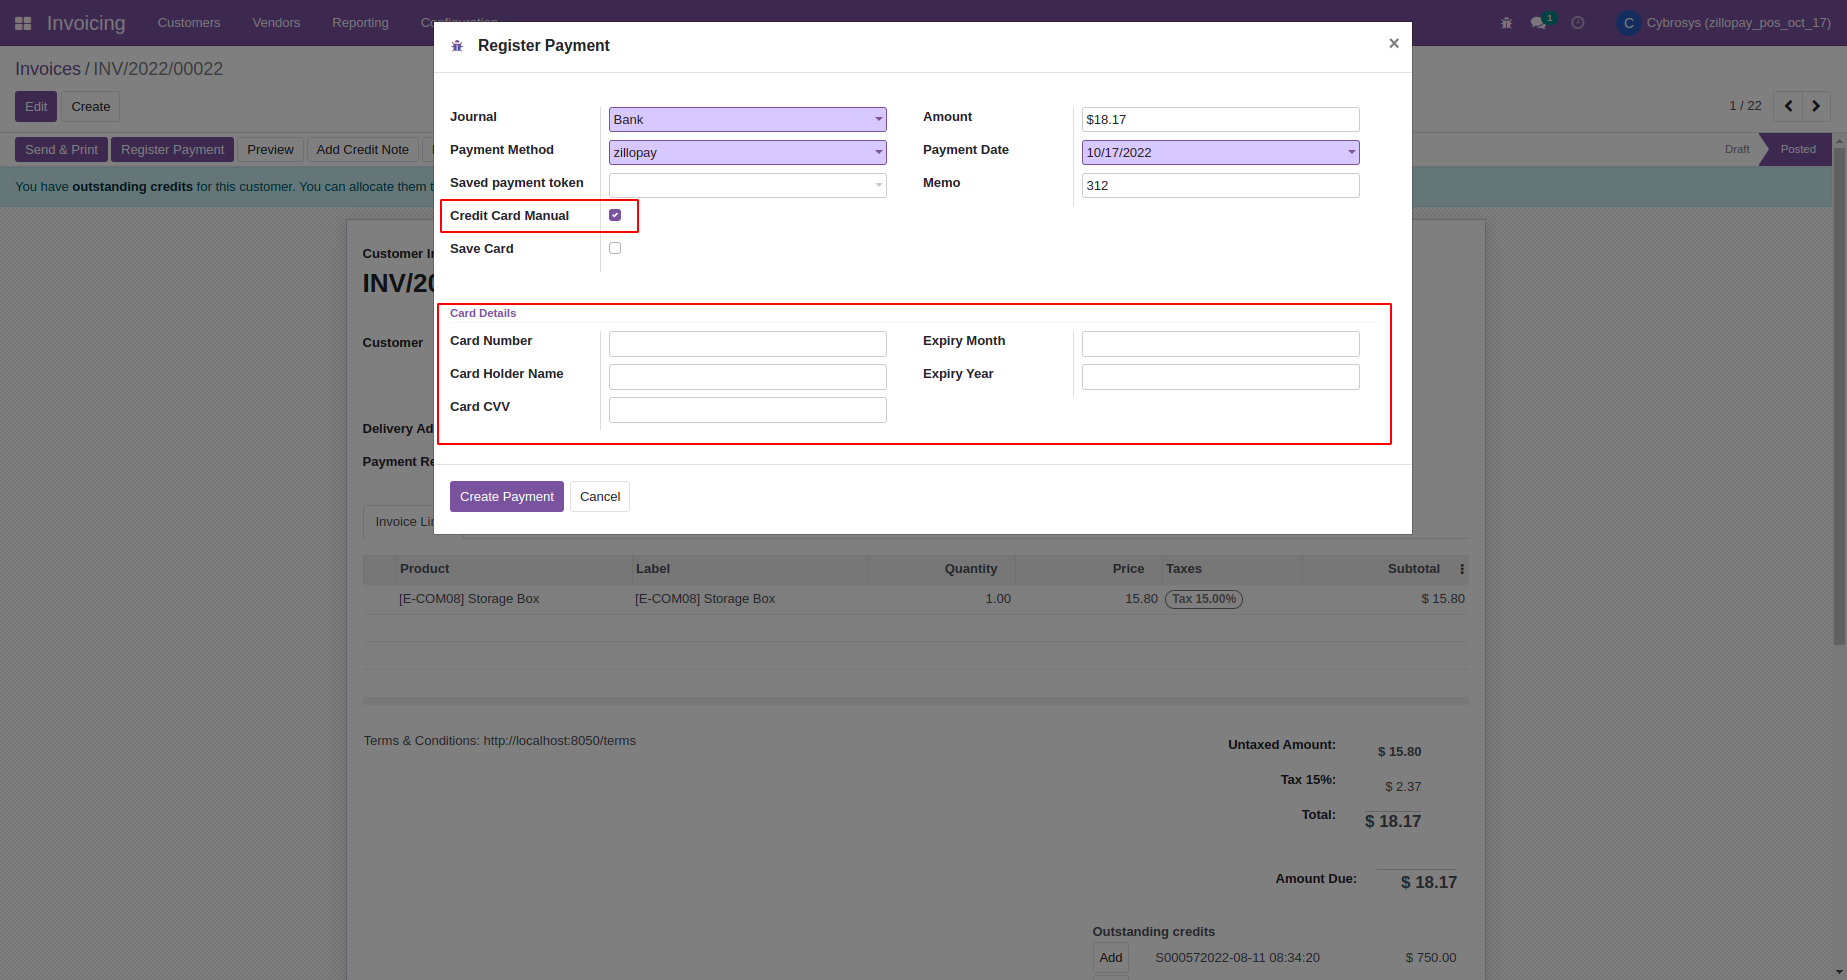 Invoicing
Customers
Vendors
Reporting
1
C
Cybrosys (zillopay_pos_oct_17)
Register Payment
×
Invoices / INV/2022/00022
Edit
Create
1 / 22
Send & Print
Register Payment
Preview
Add Credit Note
Draft
Posted
You have outstanding credits for this customer. You can allocate them
Journal
Bank
Amount
$18.17
Payment Method
zillopay
Payment Date
10/17/2022
Saved payment token
Memo
312
Credit Card Manual
Save Card
Card Details
Card Number
Expiry Month
Card Holder Name
Expiry Year
Card CVV
Create Payment
Cancel
Customer
INV/20
Customer
Delivery
Payment
Invoice
Product
Label
Quantity
Price
Taxes
Subtotal
[E-COM08] Storage Box
[E-COM08] Storage Box
1.00
15.80
Tax 15.00%
$ 15.80
Terms & Conditions: http://localhost:8050/terms
Untaxed Amount:
$ 15.80
Tax 15%:
$ 2.37
Total:
$ 18.17
Amount Due:
$ 18.17
Outstanding credits
Add
S000572022-08-11 08:34:20
$ 750.00